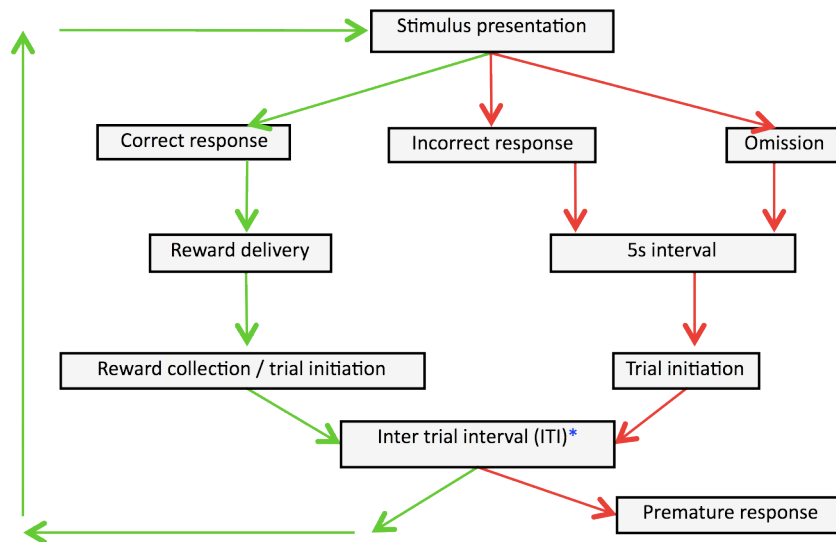 Stimulus presentation
Correct response
Incorrect response
Omission
Reward delivery
5s interval
Reward collection / trial initiation
Trial initiation
Inter trial interval (ITI)*
Premature response